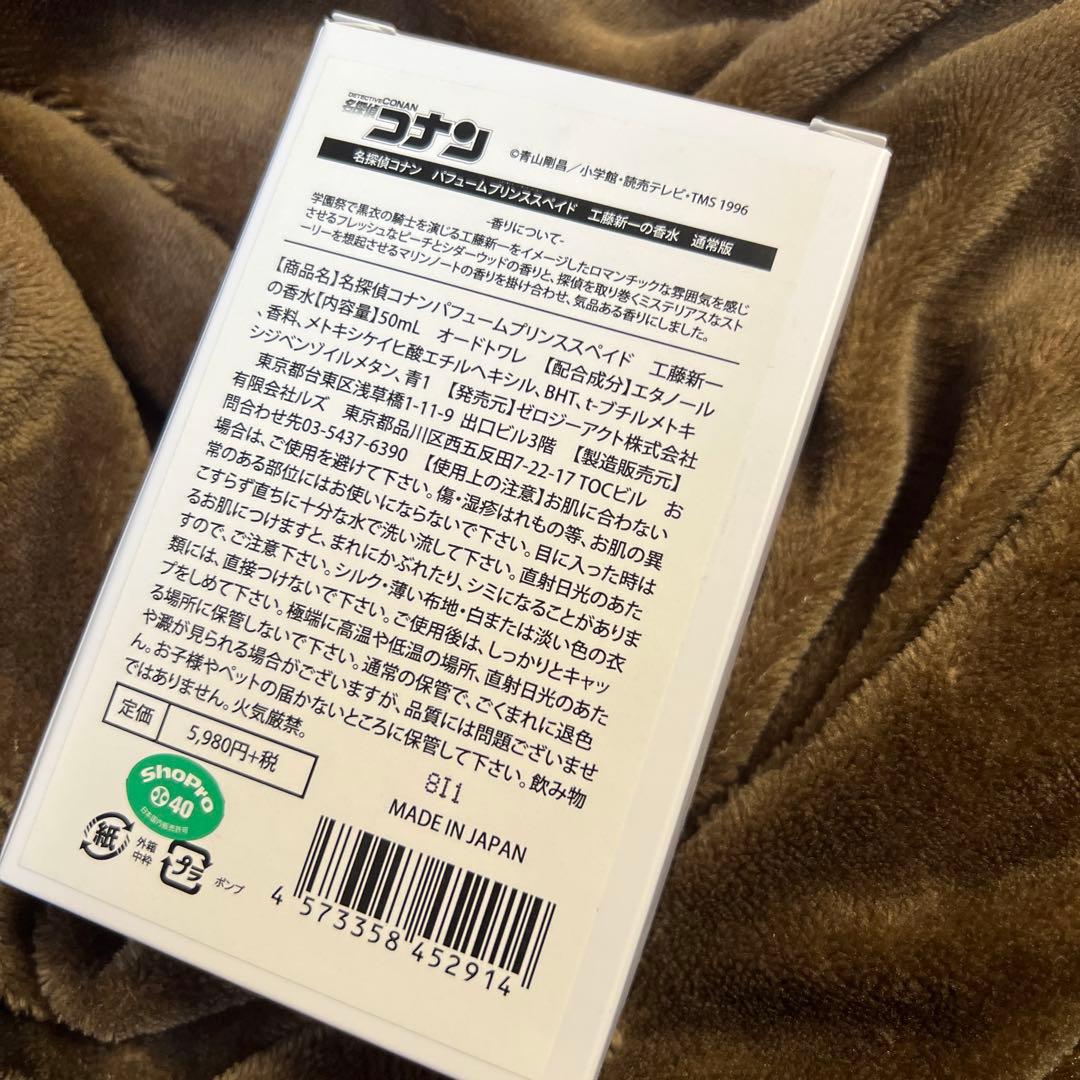 DETECTIVE CONAN
名探偵
コナン
©青山剛昌／小学館・読売テレビ・TMS 1996
名探偵コナン　パフュームプリンススペイド　工藤新一の香水　通常版
-香りについて-
学園祭で黒衣の騎士を演じる工藤新一をイメージしたロマンチックな雰囲気を感じ
させるフレッシュなピーチとシダーウッドの香りと、探偵を取り巻くミステリアスなスト
ーリーを想起させるマリンノートの香りを掛け合わせ、気品ある香りにしました。
【商品名】名探偵コナンパフュームプリンススペイド　工藤新一
の香水【内容量】50mL　オードトワレ　【配合成分】エタノール
、香料、メトキシケイヒ酸エチルヘキシル、BHT、t-ブチルメトキ
シジベンゾイルメタン、青1　【発売元】ゼロジーアクト株式会社
東京都台東区浅草橋1-11-9 出口ビル3階　【製造販売元】
有限会社ルズ　東京都品川区西五反田7-22-17 TOCビル　お
問合わせ先03-5437-6390　【使用上の注意】お肌に合わない
場合は、ご使用を避けて下さい。傷・湿疹はれもの等、お肌の異
常のある部位にはお使いにならないで下さい。目に入った時は
こすらず直ちに十分な水で洗い流して下さい。直射日光のあた
るお肌につけますと、まれにかぶれたり、シミになることがありま
すので、ご注意下さい。シルク・薄い布地・白または淡い色の衣
類には、直接つけないで下さい。ご使用後は、しっかりとキャッ
プをしめて下さい。極端に高温や低温の場所、直射日光のあた
る場所に保管しないで下さい。通常の保管で、ごくまれに退色
や澱が見られる場合がございますが、品質には問題ございませ
ん。お子様やペットの届かないところに保管して下さい。飲み物
ではありません。火気厳禁。
定価　5,980円+税
8I1
MADE IN JAPAN
ShoPro
40
日本国内販売許可
紙
外箱
中枠
プラ
ポンプ
4 573358 452914